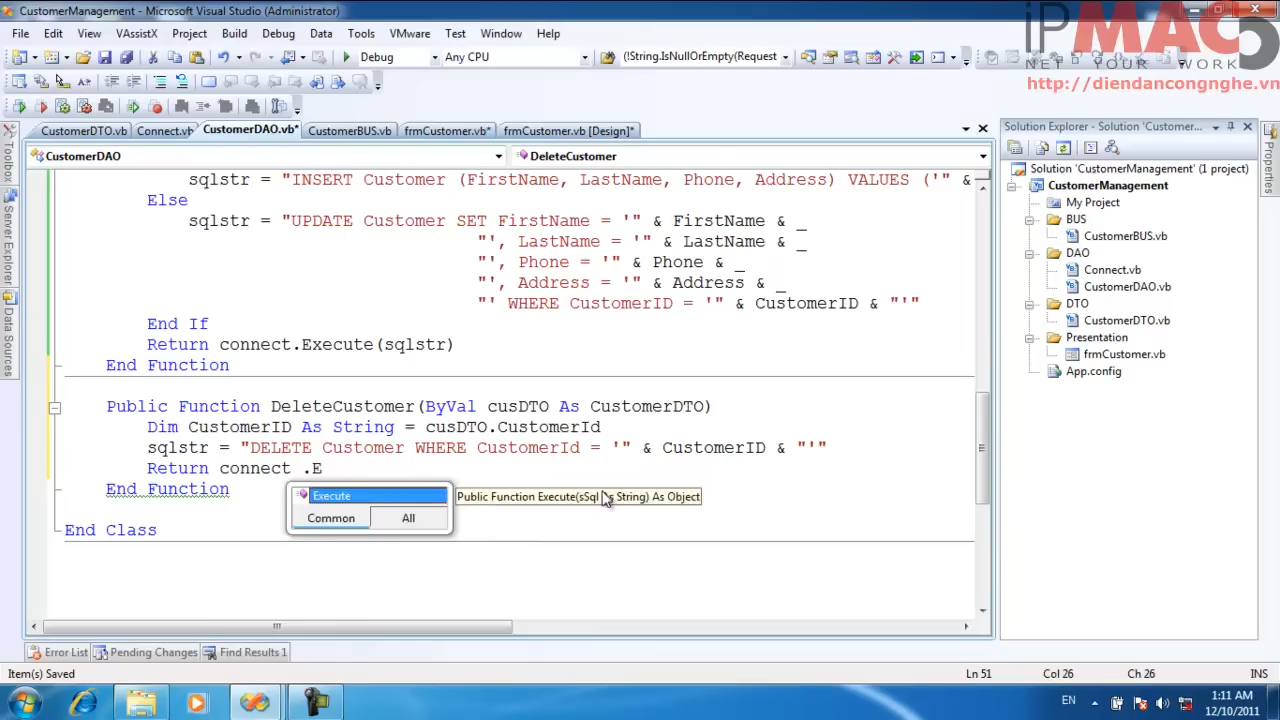 CustomerManagement - Microsoft Visual Studio (Administrator)
File Edit View VAssistX Project Build Debug Data Tools VMware Test Window Help
iPMAC
NET YOUR WORK
http://diendancongnghe.vn
Debug Any CPU (!String.IsNullOrEmpty(Request
CustomerDTO.vb Connect.vb CustomerDAO.vb* CustomerBUS.vb frmCustomer.vb* frmCustomer.vb [Design]*
CustomerDAO DeleteCustomer
sqlstr = "INSERT Customer (FirstName, LastName, Phone, Address) VALUES ('" &
Else
sqlstr = "UPDATE Customer SET FirstName = '" & FirstName & _
"', LastName = '" & LastName & _
"', Phone = '" & Phone & _
"', Address = '" & Address & _
"' WHERE CustomerID = '" & CustomerID & "'"
End If
Return connect.Execute(sqlstr)
End Function
Public Function DeleteCustomer(ByVal cusDTO As CustomerDTO)
Dim CustomerID As String = cusDTO.CustomerId
sqlstr = "DELETE Customer WHERE CustomerId = '" & CustomerID & "'"
Return connect .E
End Function
Execute
Public Function Execute(sSql As String) As Object
Common All
End Class
Toolbox
Server Explorer
Data Sources
Solution Explorer - Solution 'Customer...
Solution 'CustomerManagement' (1 project)
CustomerManagement
My Project
BUS
CustomerBUS.vb
DAO
Connect.vb
CustomerDAO.vb
DTO
CustomerDTO.vb
Presentation
frmCustomer.vb
App.config
Properties
Error List Pending Changes Find Results 1
Item(s) Saved Ln 51 Col 26 Ch 26 INS
EN 1:11 AM
12/10/2011